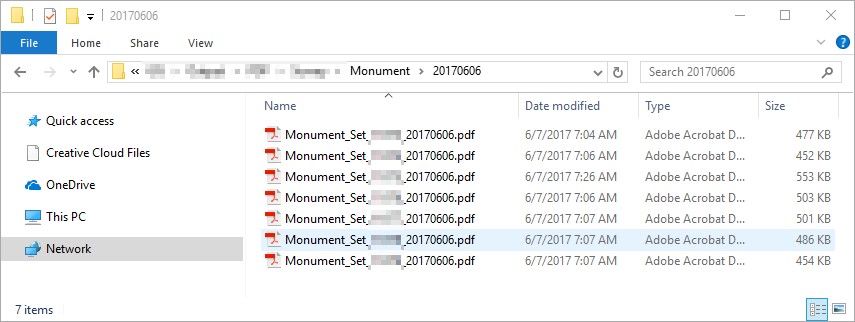 20170606
File Home Share View
« Monument › 20170606
Search 20170606
Name Date modified Type Size
Quick access
Creative Cloud Files
OneDrive
This PC
Network
Monument_Set_ _20170606.pdf 6/7/2017 7:04 AM Adobe Acrobat D... 477 KB
Monument_Set_ _20170606.pdf 6/7/2017 7:06 AM Adobe Acrobat D... 452 KB
Monument_Set_ _20170606.pdf 6/7/2017 7:26 AM Adobe Acrobat D... 553 KB
Monument_Set_ _20170606.pdf 6/7/2017 7:06 AM Adobe Acrobat D... 503 KB
Monument_Set_ _20170606.pdf 6/7/2017 7:07 AM Adobe Acrobat D... 501 KB
Monument_Set_ _20170606.pdf 6/7/2017 7:07 AM Adobe Acrobat D... 486 KB
Monument_Set_ _20170606.pdf 6/7/2017 7:07 AM Adobe Acrobat D... 454 KB
7 items